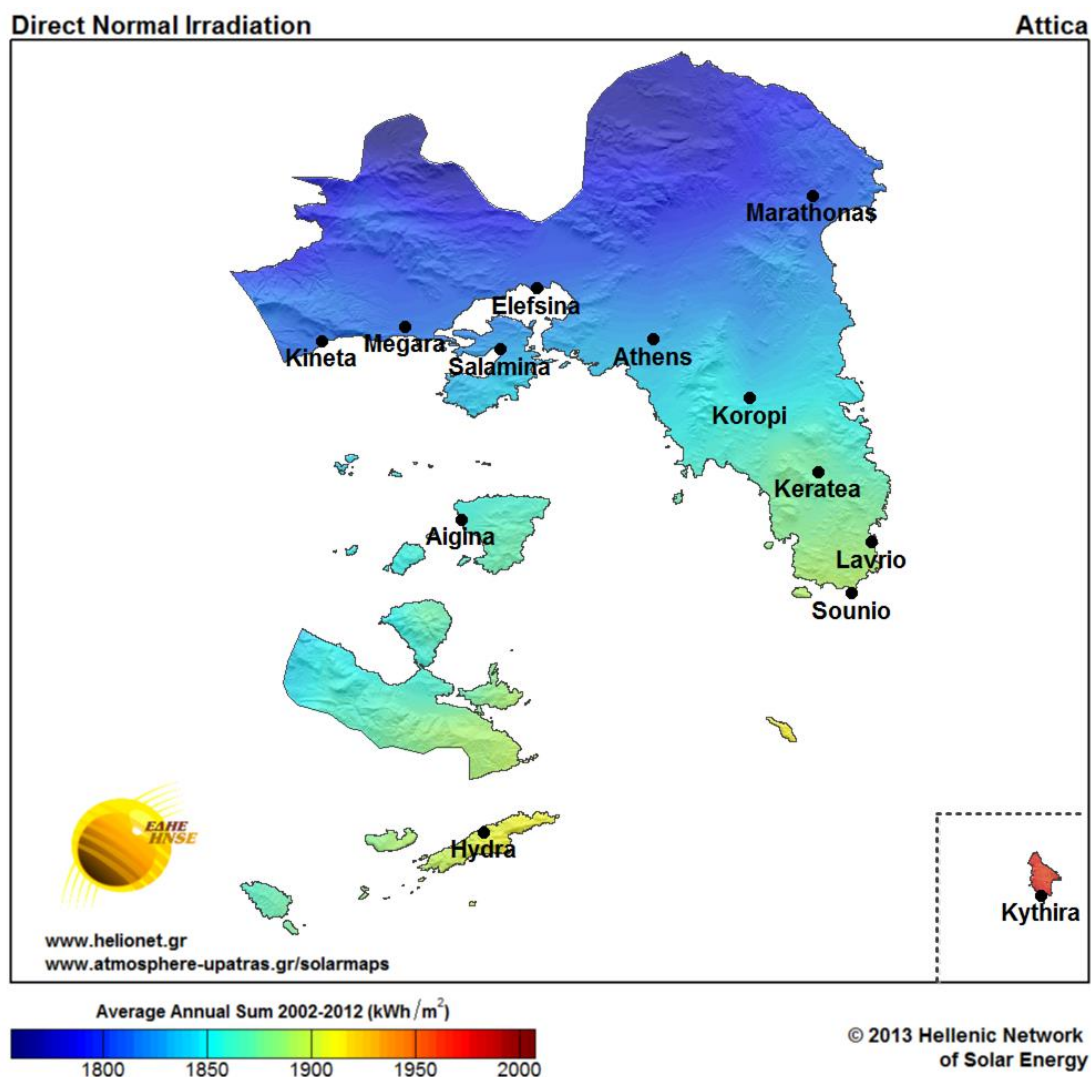 Direct Normal Irradiation
Attica
Marathonas
Elefsina
Megara
Kineta
Salamina
Athens
Koropi
Keratea
Aigina
Lavrio
Sounio
ΕΔΗΕ
HNSE
Hydra
Kythira
www.helionet.gr
www.atmosphere-upatras.gr/solarmaps
Average Annual Sum 2002-2012 (kWh/m²)
1800 1850 1900 1950 2000
© 2013 Hellenic Network
of Solar Energy